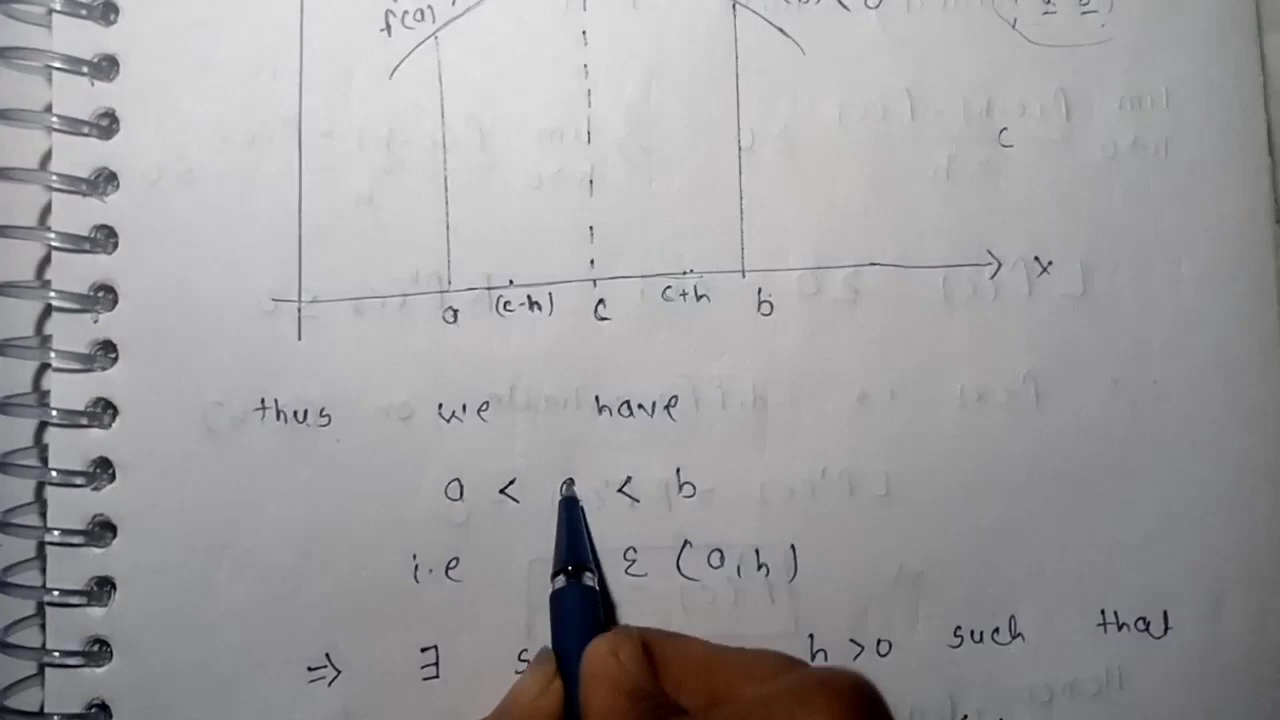 f(a)
c
x
a (c-h) c c+h b
thus we have
a < c < b
i.e ε (a,b)
⇒ ∃ h>0 such that